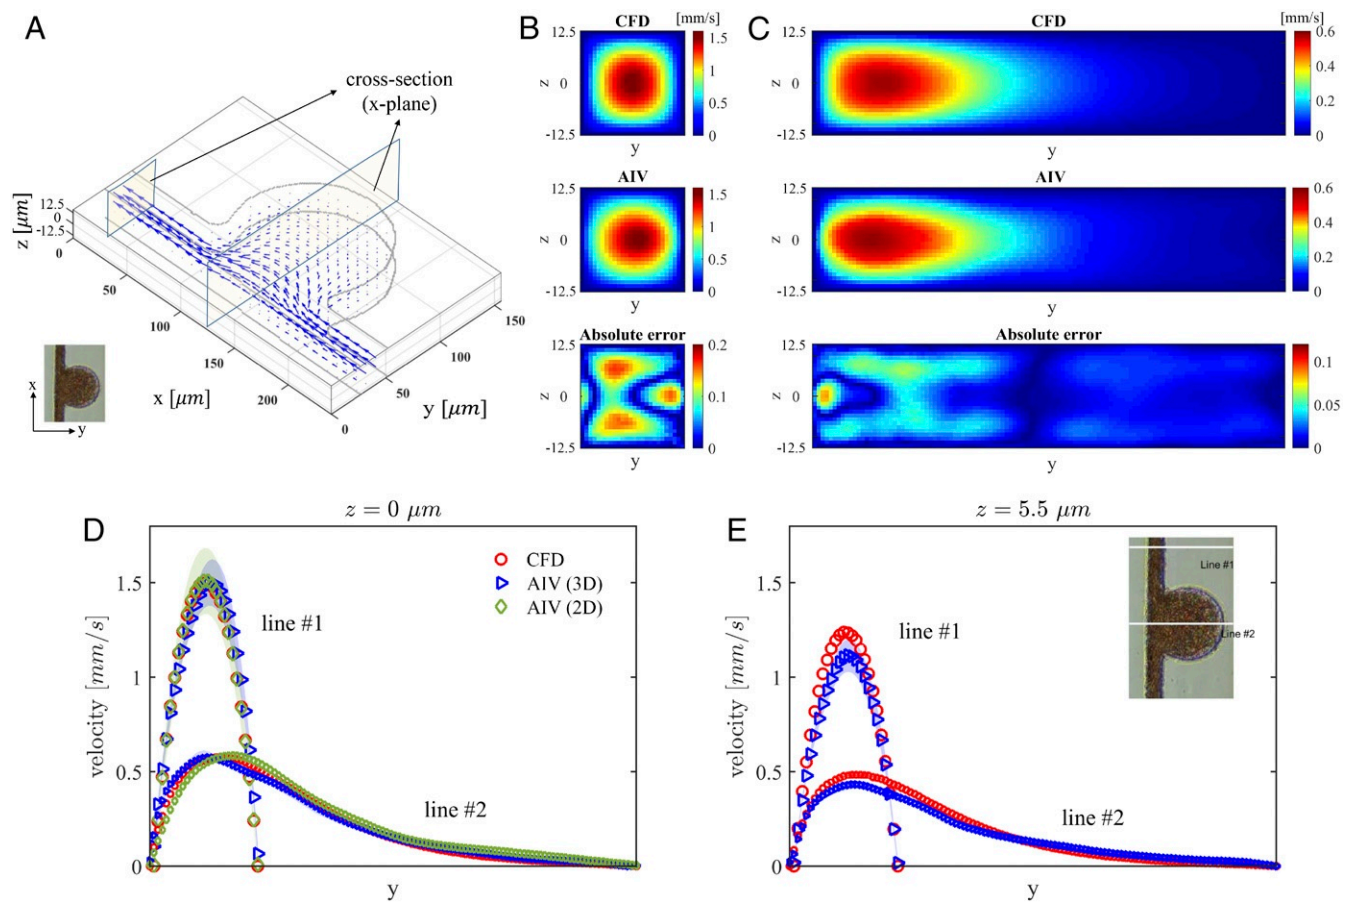 A
cross-section
(x-plane)
z [μm]
12.5
0
-12.5
0
50
100
150
200
x [μm]
0
50
100
150
y [μm]
x
y
B
CFD
[mm/s]
12.5
z 0
-12.5
y
1.5
1
0.5
0
AIV
12.5
z 0
-12.5
y
1.5
1
0.5
0
Absolute error
12.5
z 0
-12.5
y
0.2
0.1
0
C
CFD
[mm/s]
12.5
z 0
-12.5
y
0.6
0.4
0.2
0
AIV
12.5
z 0
-12.5
y
0.6
0.4
0.2
0
Absolute error
12.5
z 0
-12.5
y
0.1
0.05
0
D
z = 0 μm
velocity [mm/s]
1.5
1
0.5
0
CFD
AIV (3D)
AIV (2D)
line #1
line #2
y
E
z = 5.5 μm
velocity [mm/s]
1.5
1
0.5
0
line #1
line #2
Line #1
Line #2
y